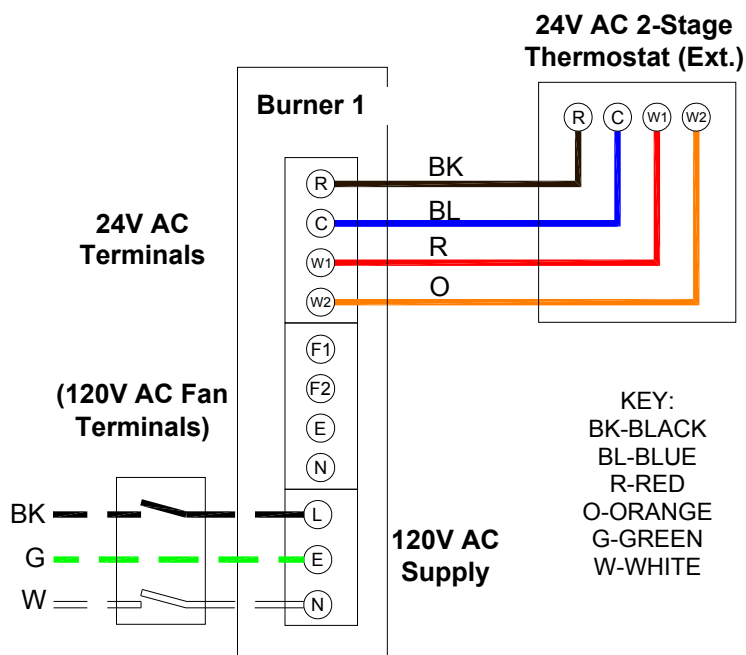 24V AC 2-Stage
Thermostat (Ext.)
Burner 1
R C W1 W2
R
BK
C
BL
W1
R
W2
O
24V AC
Terminals
F1
F2
E
N
(120V AC Fan
Terminals)
BK
L
G
E
W
N
120V AC
Supply
KEY:
BK-BLACK
BL-BLUE
R-RED
O-ORANGE
G-GREEN
W-WHITE